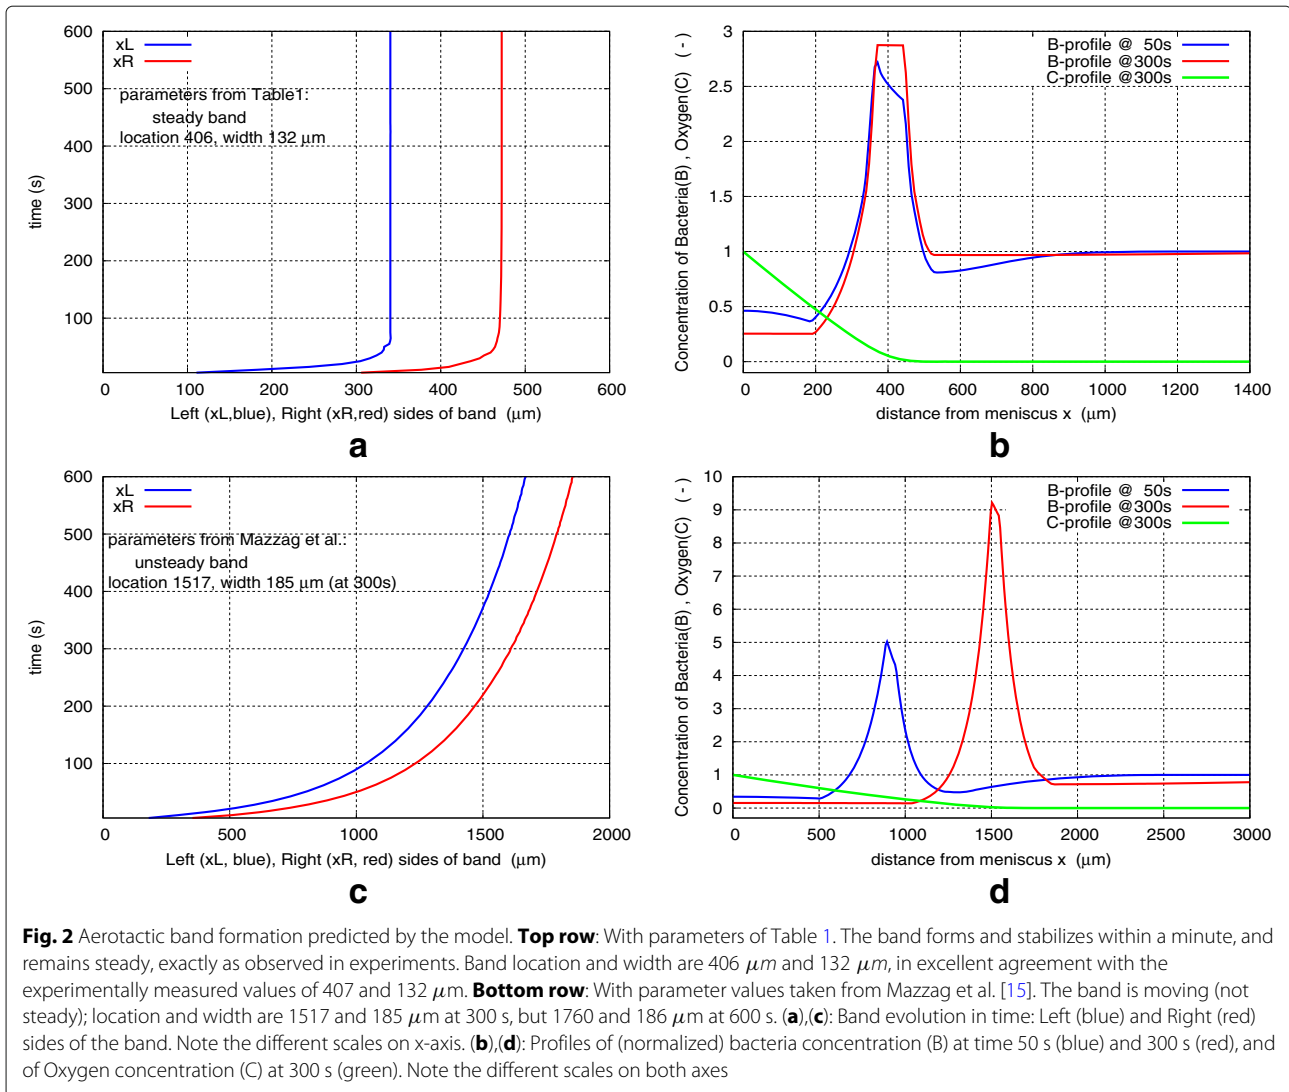 600
500
400
300
200
100
time (s)
xL
xR
parameters from Table1:
steady band
location 406, width 132 μm
0 100 200 300 400 500 600
Left (xL,blue), Right (xR,red) sides of band (μm)
a
3
2.5
2
1.5
1
0.5
0
Concentration of Bacteria(B) , Oxygen(C) (-)
B-profile @ 50s
B-profile @300s
C-profile @300s
0 200 400 600 800 1000 1200 1400
distance from meniscus x (μm)
b
600
500
400
300
200
100
time (s)
xL
xR
parameters from Mazzag et al.:
unsteady band
location 1517, width 185 μm (at 300s)
0 500 1000 1500 2000
Left (xL, blue), Right (xR, red) sides of band (μm)
c
10
9
8
7
6
5
4
3
2
1
0
Concentration of Bacteria(B) , Oxygen(C) (-)
B-profile @ 50s
B-profile @300s
C-profile @300s
0 500 1000 1500 2000 2500 3000
distance from meniscus x (μm)
d
Fig. 2 Aerotactic band formation predicted by the model. Top row: With parameters of Table 1. The band forms and stabilizes within a minute, and
remains steady, exactly as observed in experiments. Band location and width are 406 μm and 132 μm, in excellent agreement with the
experimentally measured values of 407 and 132 μm. Bottom row: With parameter values taken from Mazzag et al. [15]. The band is moving (not
steady); location and width are 1517 and 185 μm at 300 s, but 1760 and 186 μm at 600 s. (a),(c): Band evolution in time: Left (blue) and Right (red)
sides of the band. Note the different scales on x-axis. (b),(d): Profiles of (normalized) bacteria concentration (B) at time 50 s (blue) and 300 s (red), and
of Oxygen concentration (C) at 300 s (green). Note the different scales on both axes